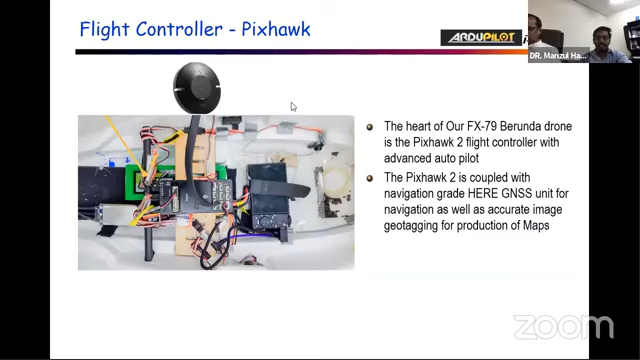 Flight Controller - Pixhawk
ARDUPILOT
DR. Manzul Ha...
The heart of Our FX-79 Berunda drone
is the Pixhawk 2 flight controller with
advanced auto pilot
The Pixhawk 2 is coupled with
navigation grade HERE GNSS unit for
navigation as well as accurate image
geotagging for production of Maps
zoom